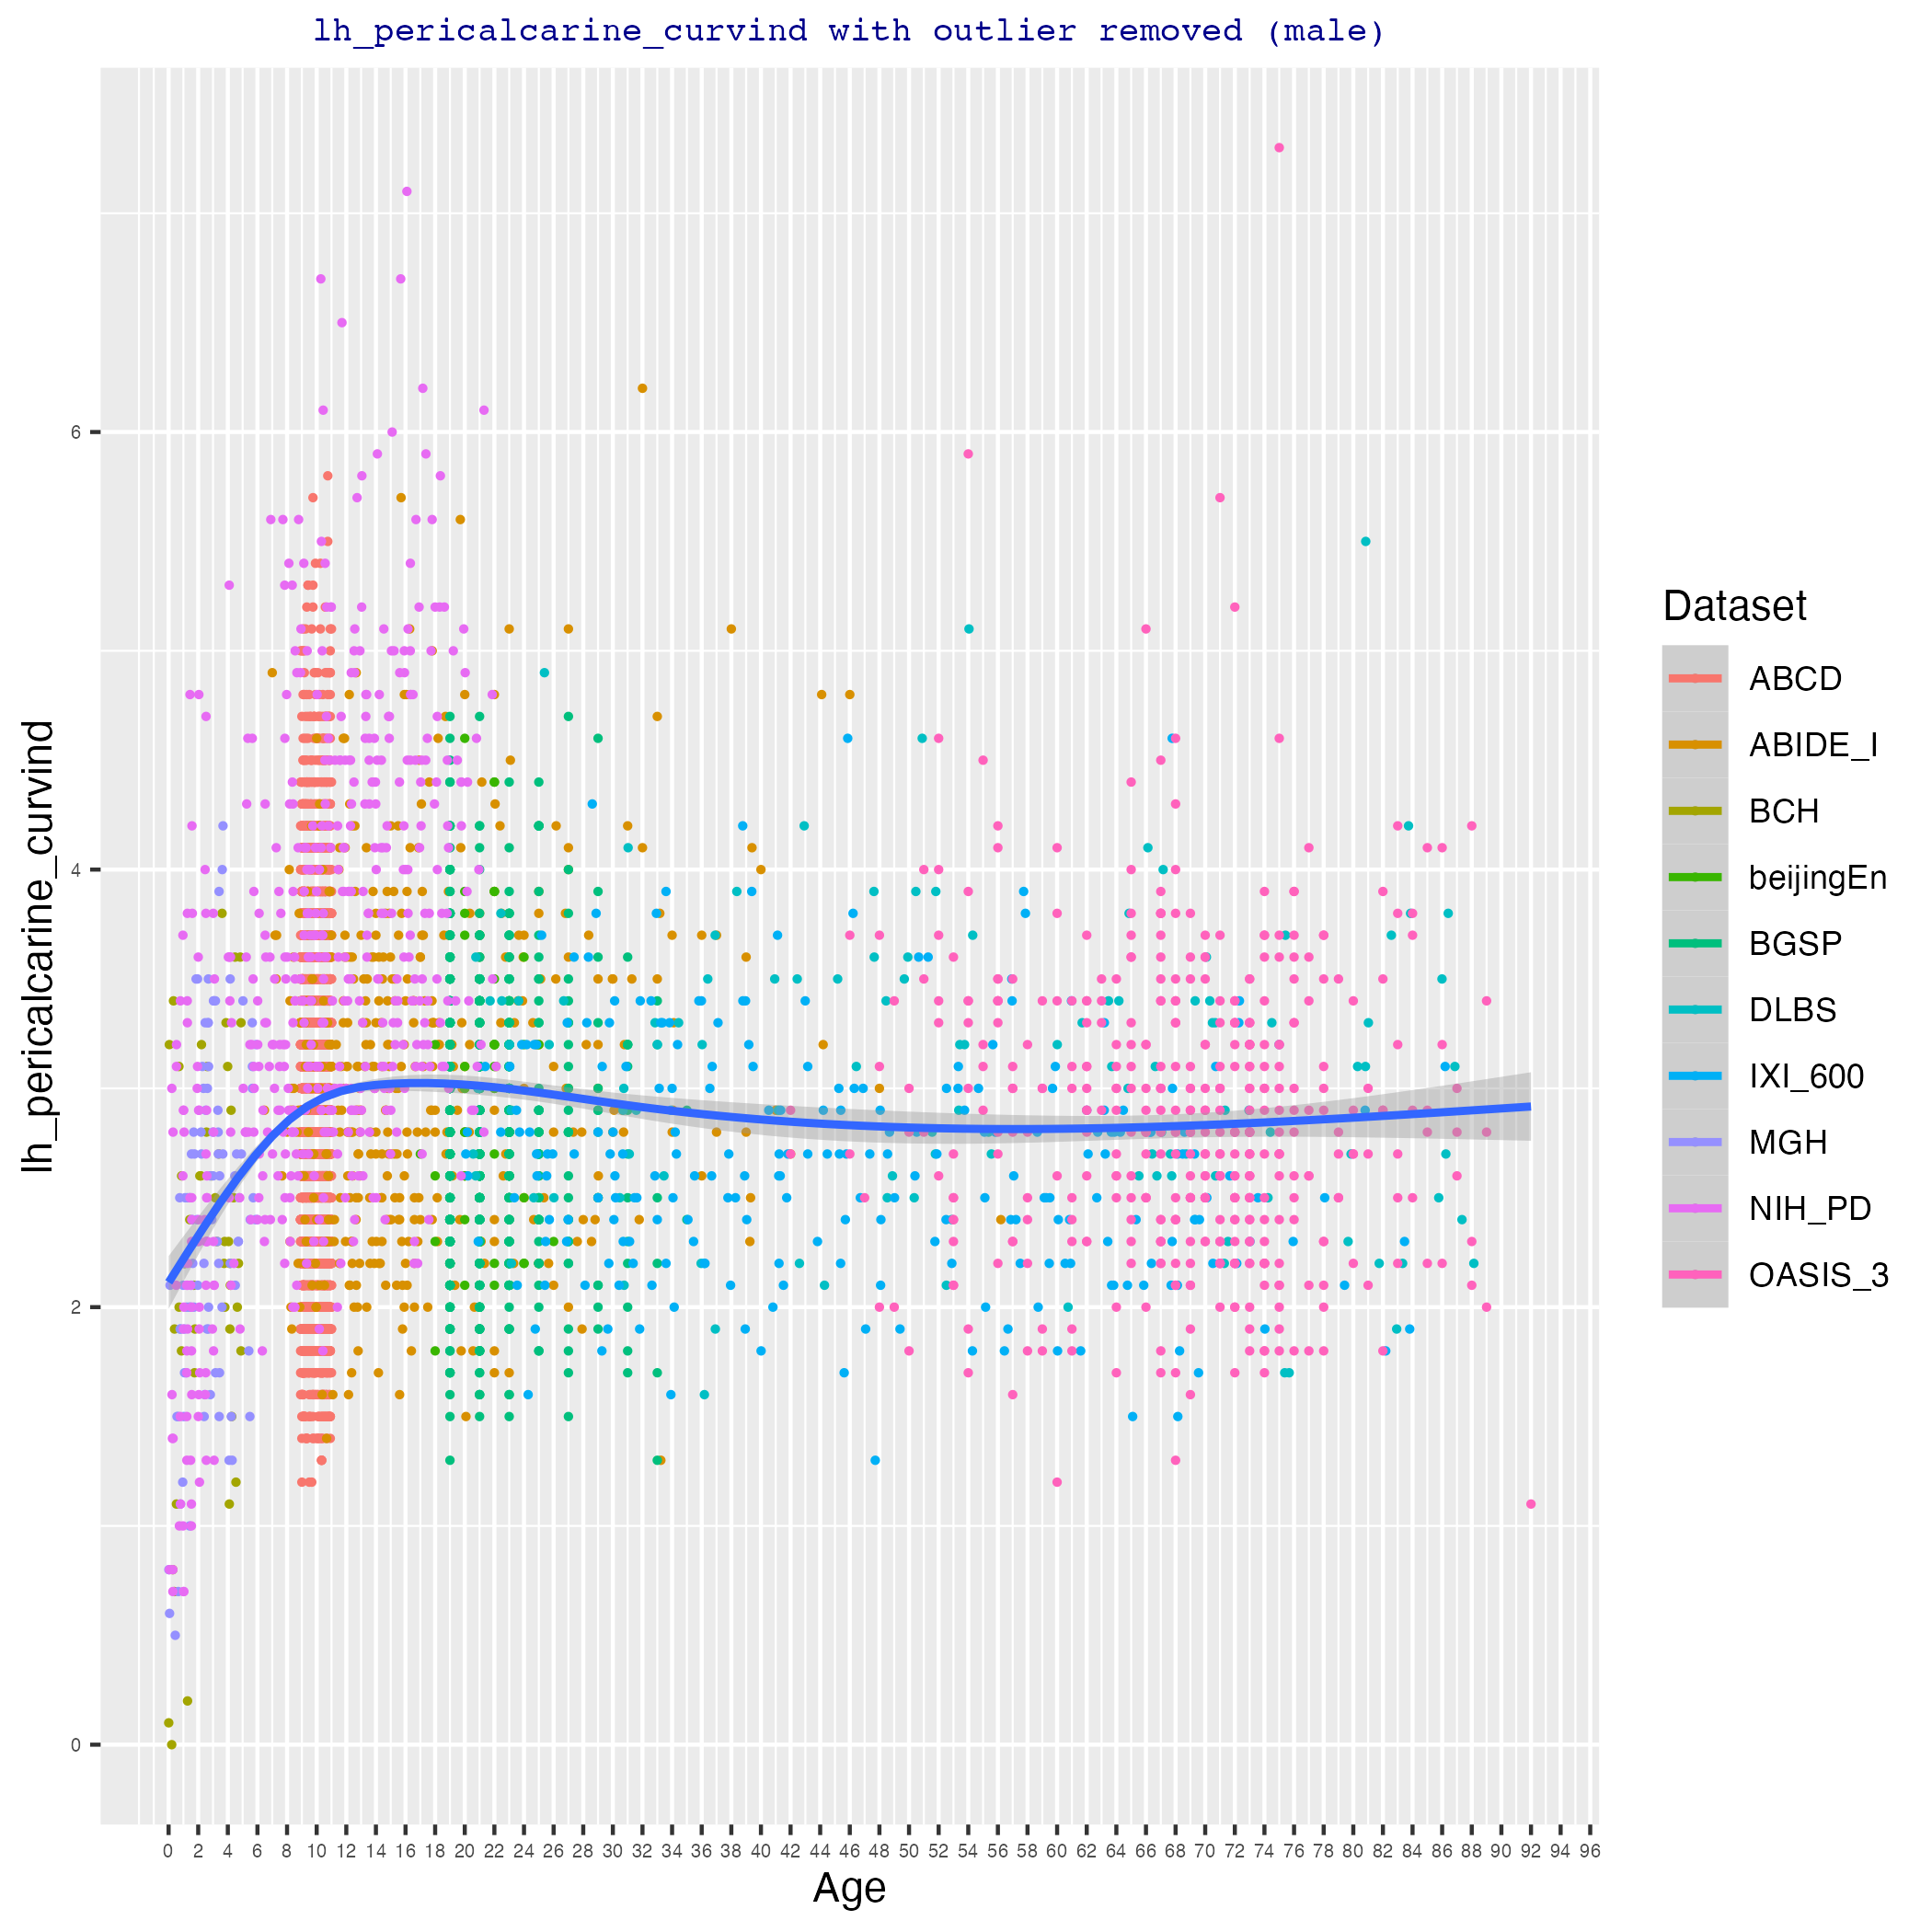 lh_pericalcarine_curvind with outlier removed (male)
lh_pericalcarine_curvind
6
4
2
0
0 2 4 6 8 10 12 14 16 18 20 22 24 26 28 30 32 34 36 38 40 42 44 46 48 50 52 54 56 58 60 62 64 66 68 70 72 74 76 78 80 82 84 86 88 90 92 94 96
Age
Dataset
ABCD
ABIDE_I
BCH
beijingEn
BGSP
DLBS
IXI_600
MGH
NIH_PD
OASIS_3